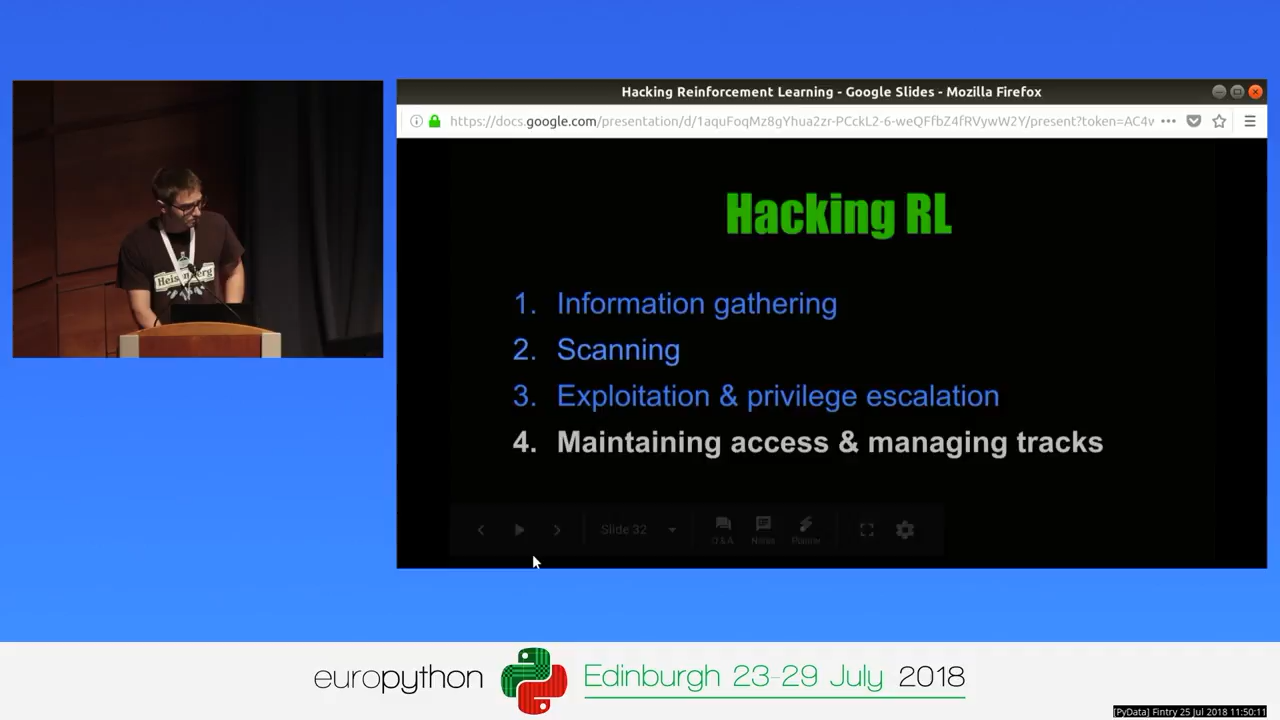 Hacking Reinforcement Learning - Google Slides - Mozilla Firefox
https://docs.google.com/presentation/d/1aquFoqMz8gYhua2zr-PCckL2-6-weQFfbZ4fRVywW2Y/present?token=AC4v
Hacking RL
1. Information gathering
2. Scanning
3. Exploitation & privilege escalation
4. Maintaining access & managing tracks
Slide 32
Q&A
Notes
Pointer
europython
Edinburgh 23-29 July 2018
[PyData] Fintry 25 Jul 2018 11:50:11